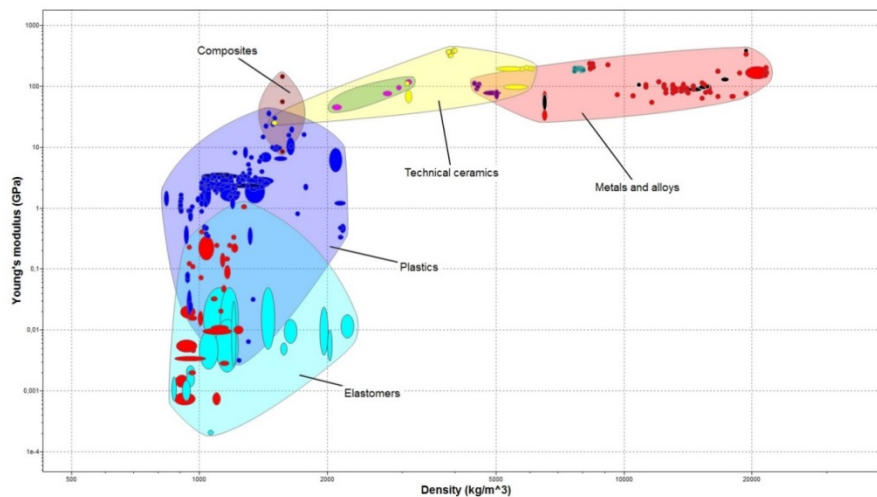 1000
Composites
100
10
Technical ceramics
Metals and alloys
1
Plastics
0,1
0,01
Elastomers
0,001
1e-4
500
1000
2000
5000
10000
20000
Young's modulus (GPa)
Density (kg/m^3)